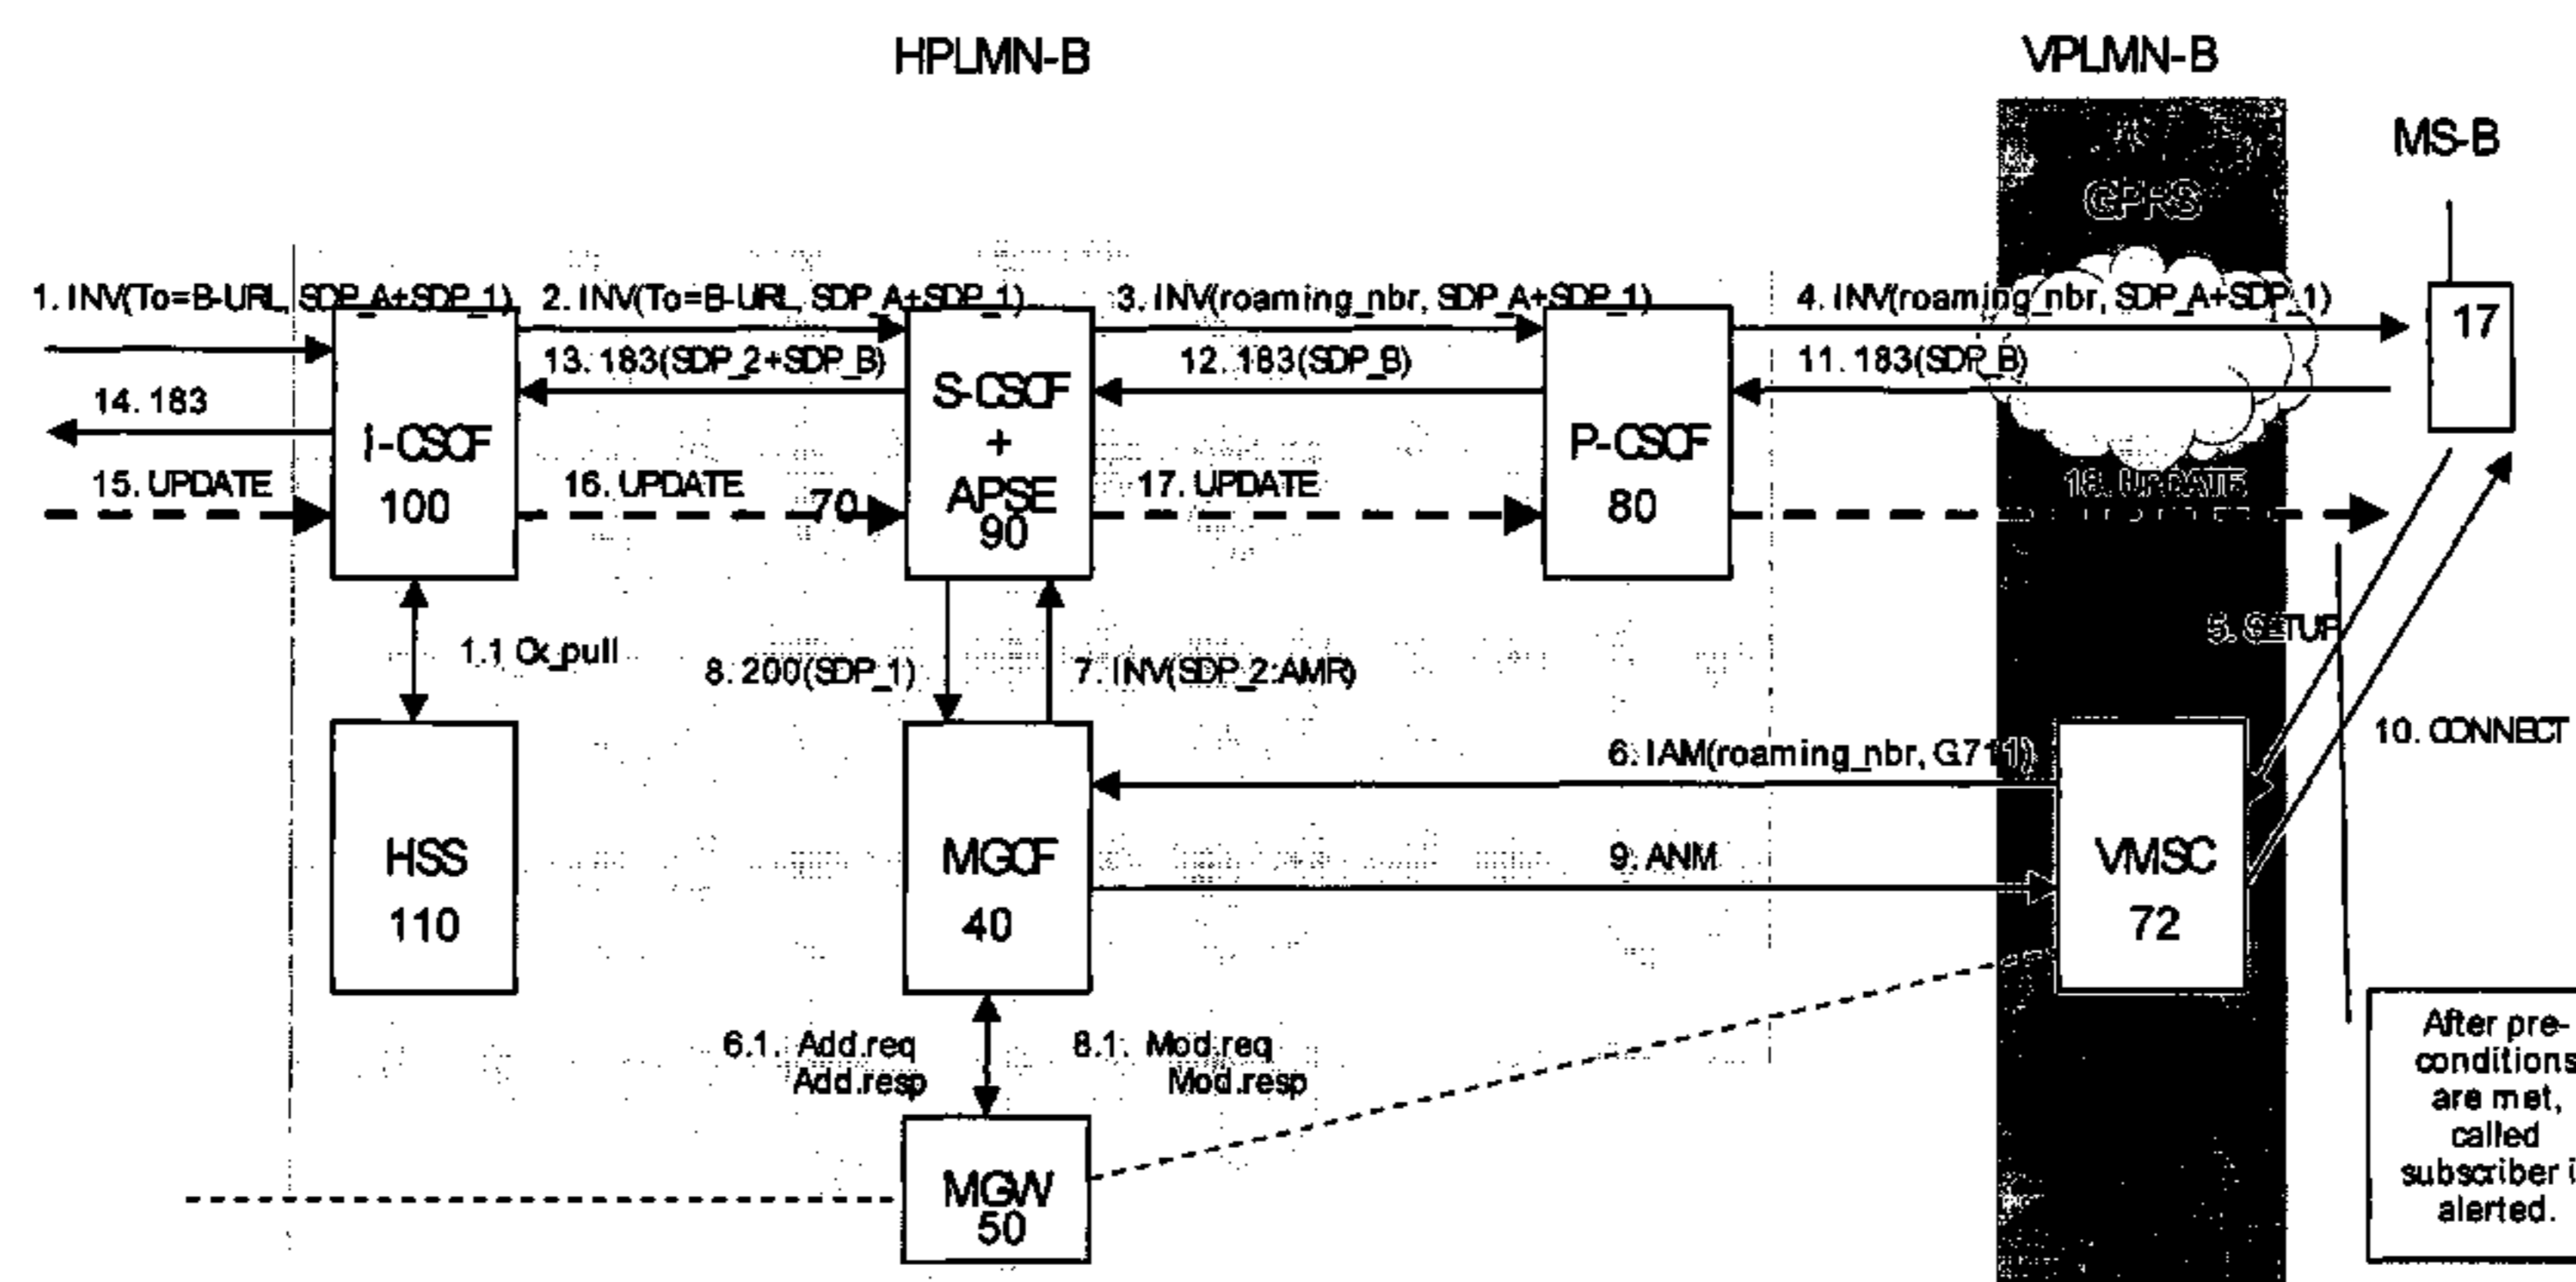 HPLMN-B
VPLMN-B
MS-B
GPRS
1. INV(To=B-URL, SDP_A+SDP_1)
2. INV(To=B-URL, SDP_A+SDP_1)
3. INV(roaming_nbr, SDP_A+SDP_1)
4. INV(roaming_nbr, SDP_A+SDP_1)
17
14. 183
13. 183(SDP_2+SDP_B)
12. 183(SDP_B)
11. 183(SDP_B)
I-CSCF
100
S-CSCF
+
APSE
90
P-CSCF
80
15. UPDATE
16. UPDATE
70
17. UPDATE
18. UPDATE
1.1 Cx_pull
8. 200(SDP_1)
7. INV(SDP_2:AMR)
5. SETUP
10. CONNECT
6. IAM(roaming_nbr, G.711)
9. ANM
HSS
110
MGCF
40
VMSC
72
6.1. Add.req
Add.resp
8.1. Mod.req
Mod.resp
MGW
50
After pre-
conditions
are met,
called
subscriber i
alerted.